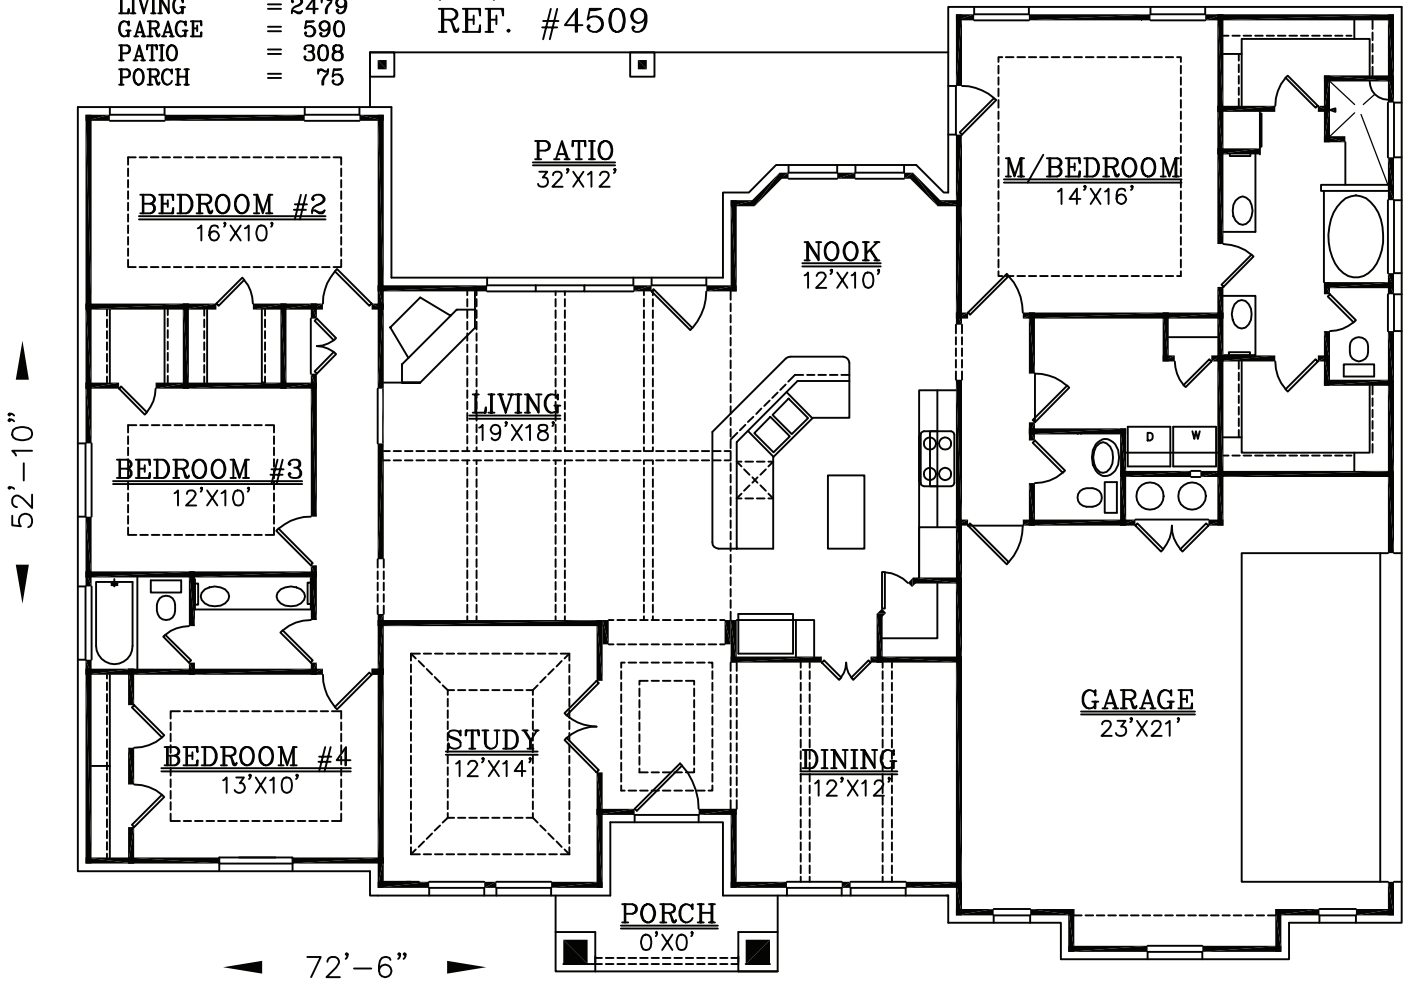 LIVING = 2479
GARAGE = 590
PATIO = 308
PORCH = 75
REF. #4509
PATIO
32'X12'
M/BEDROOM
14'X16'
BEDROOM #2
16'X10'
NOOK
12'X10'
LIVING
19'X18'
BEDROOM #3
12'X10'
D W
52'-10"
GARAGE
23'X21'
STUDY
12'X14'
BEDROOM #4
13'X10'
DINING
12'X12'
PORCH
0'X0'
72'-6"